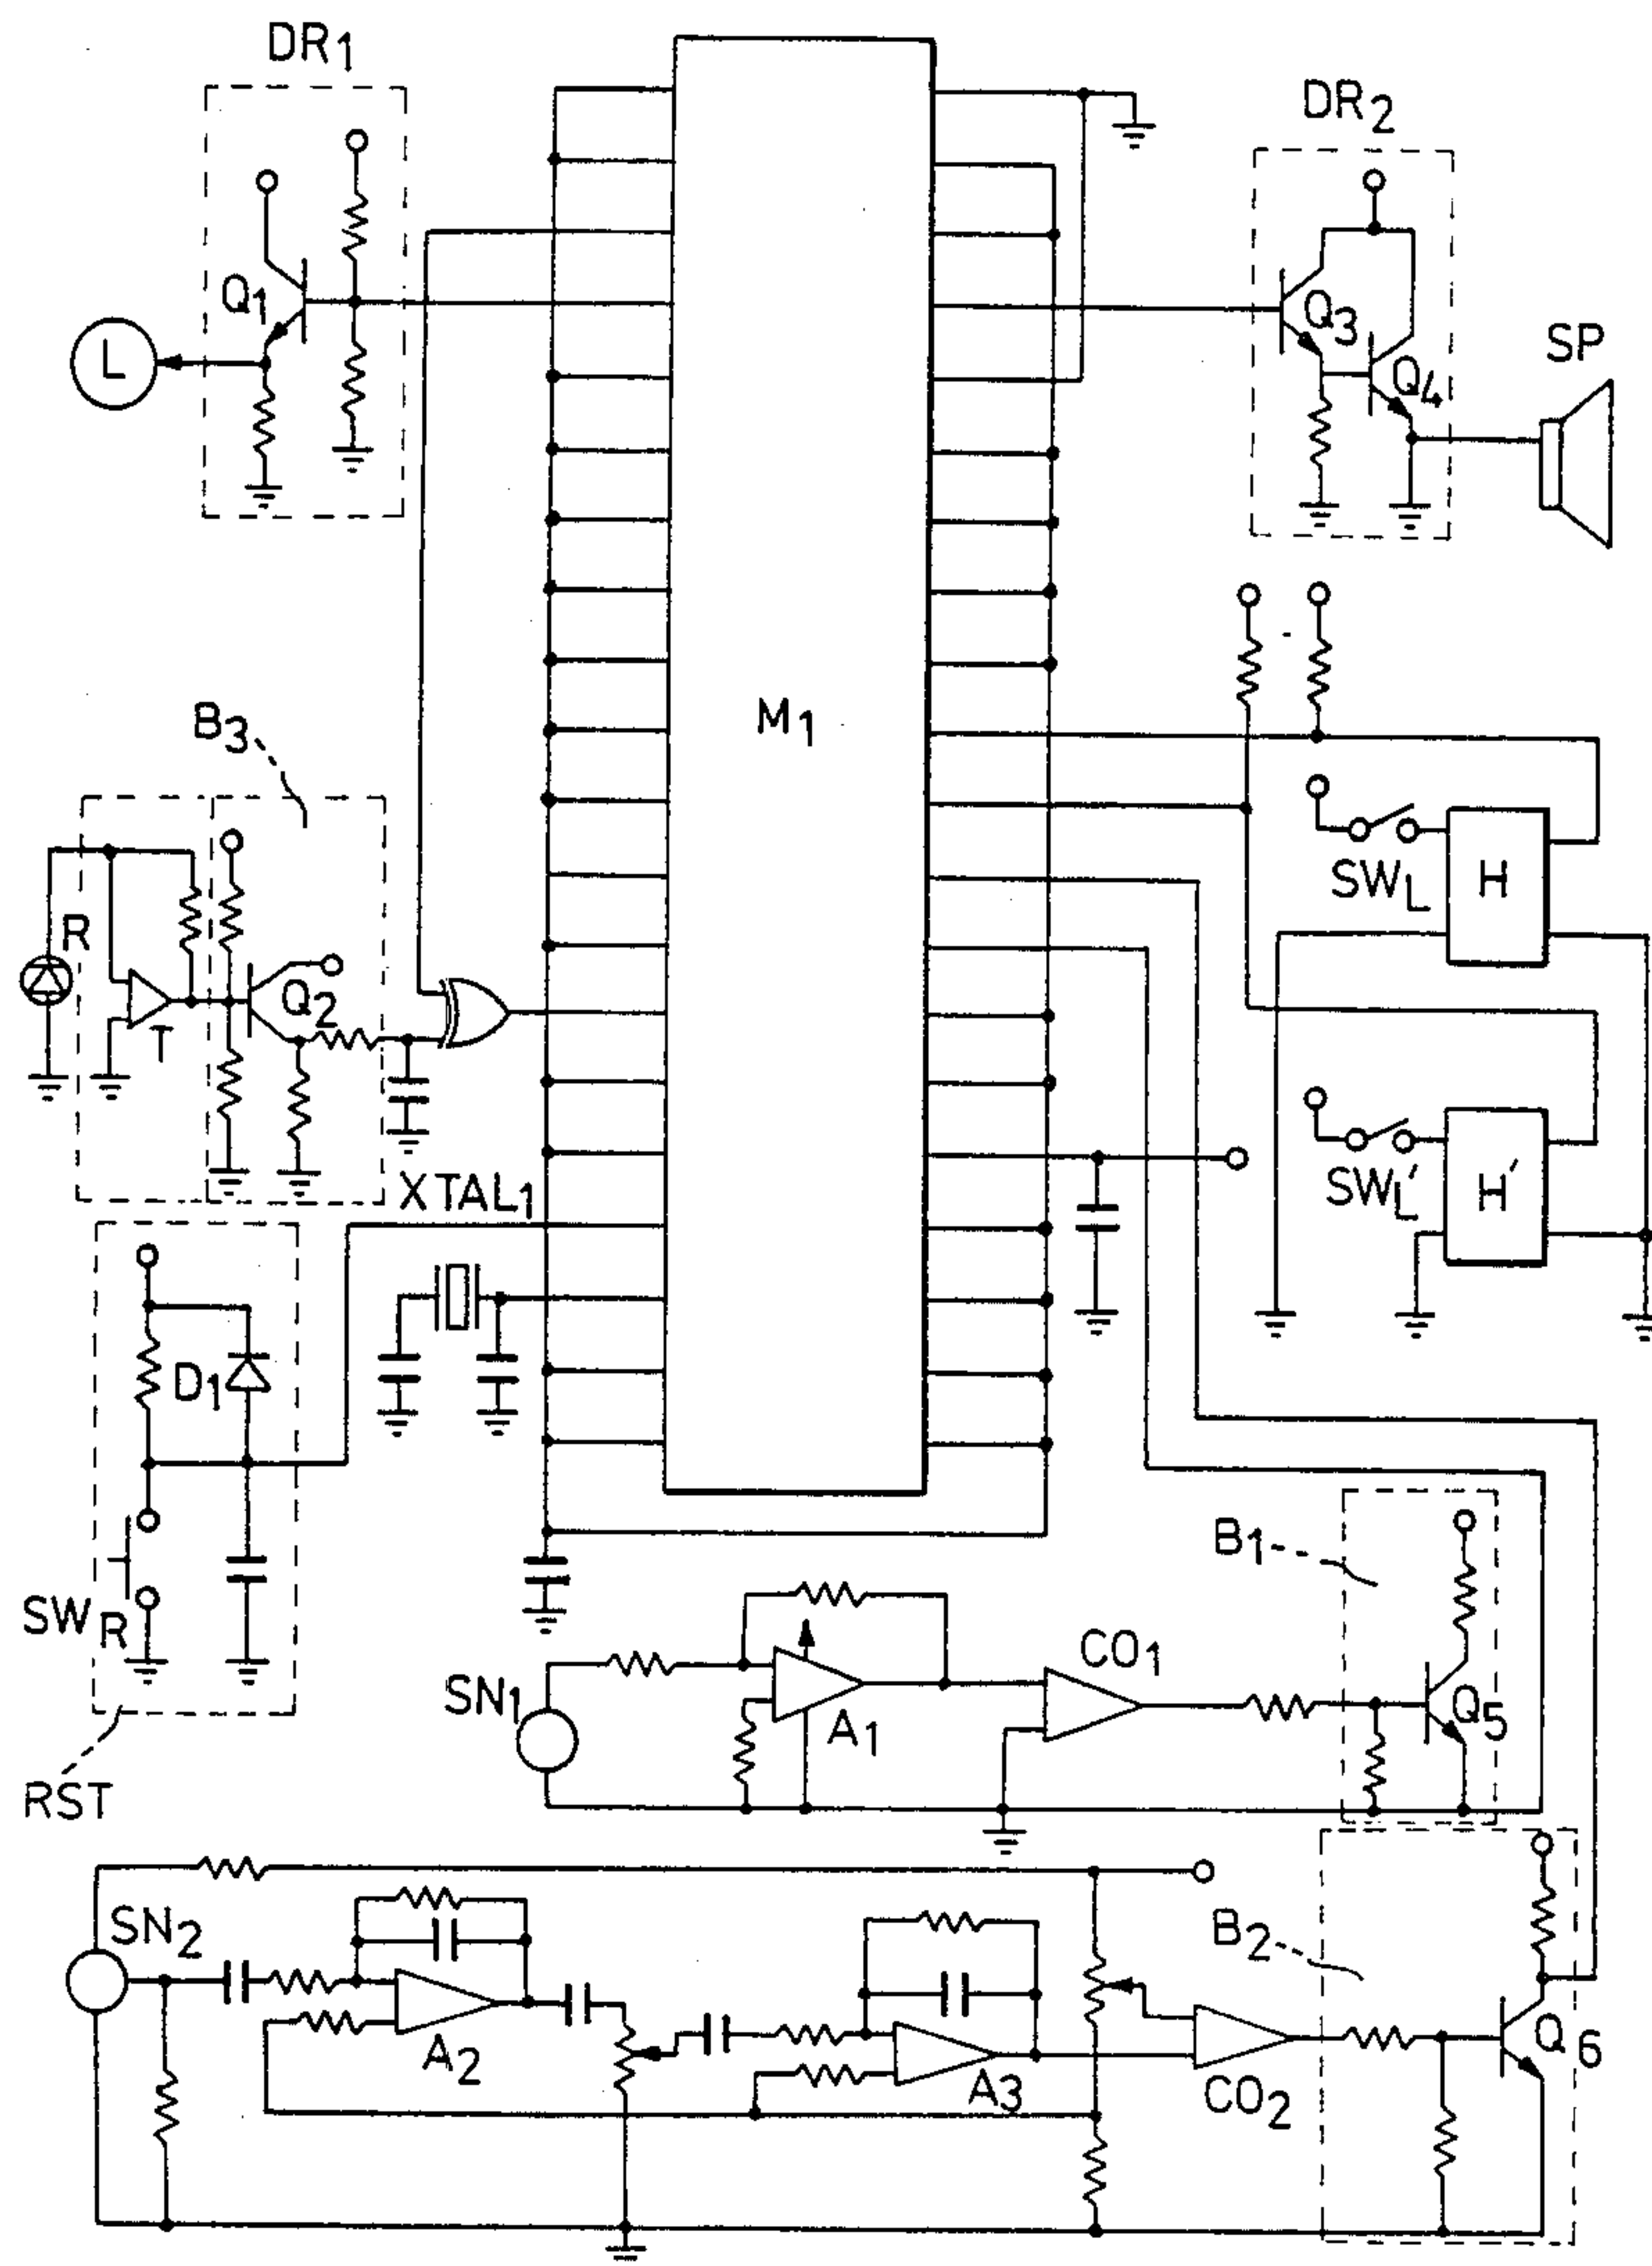 DR1
DR2
Q1
Q3
SP
L
Q4
M1
B3
SWL
H
R
Q2
T
XTAL1
SWL'
H'
D1
B1
SWR
CO1
SN1
Q5
A1
RST
SN2
B2
A2
Q6
A3
CO2